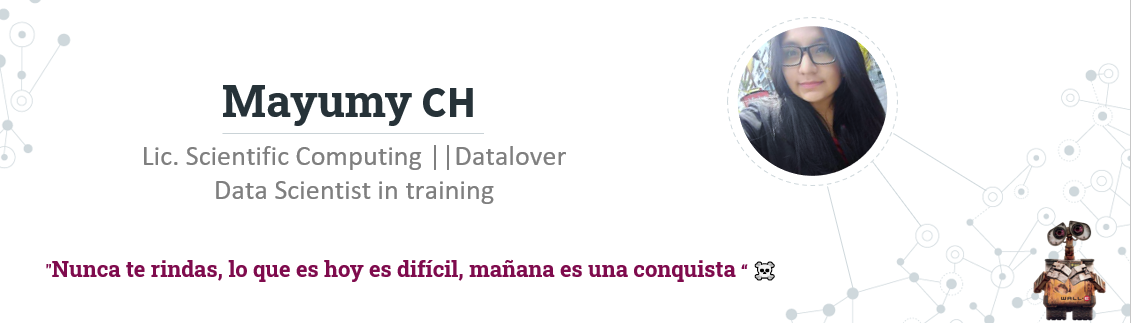 Mayumy CH
Lic. Scientific Computing ||Datalover
Data Scientist in training
"Nunca te rindas, lo que es hoy es difícil, mañana es una conquista “
WALL·E